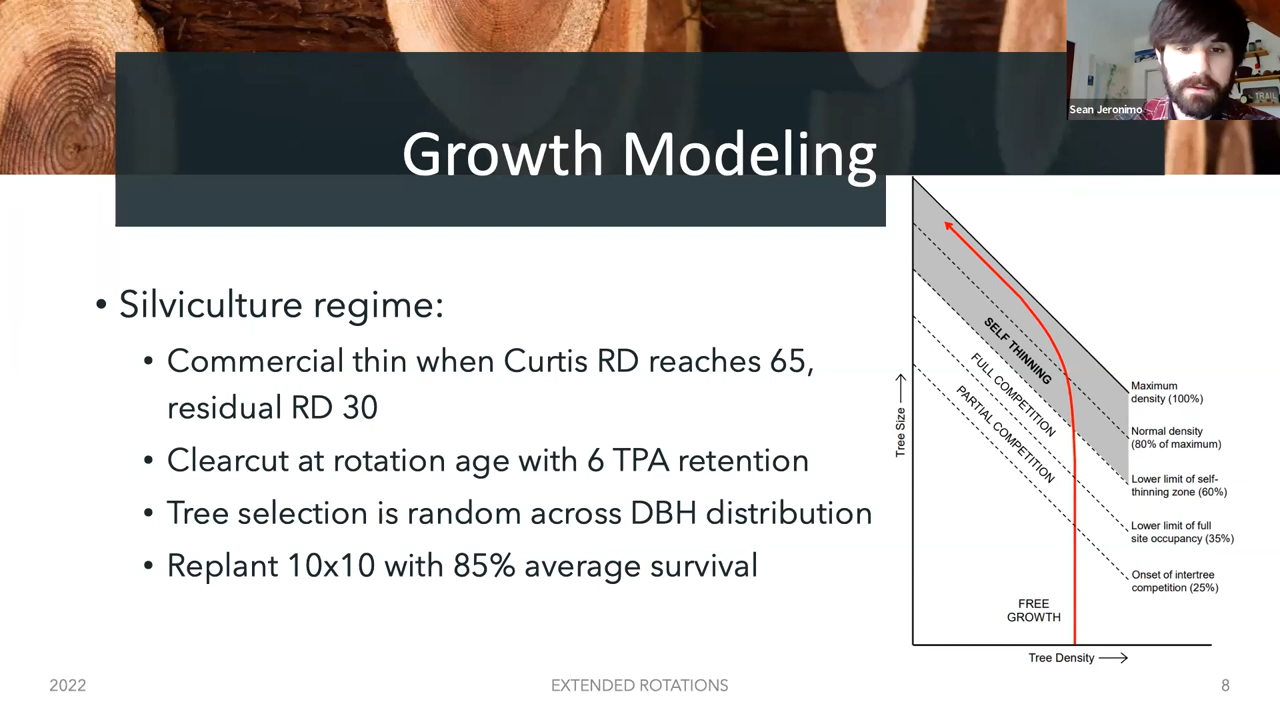 Sean Jeronimo
TRAIL
Growth Modeling
• Silviculture regime:
• Commercial thin when Curtis RD reaches 65,
residual RD 30
• Clearcut at rotation age with 6 TPA retention
• Tree selection is random across DBH distribution
• Replant 10x10 with 85% average survival
Tree Size
SELF THINNING
FULL COMPETITION
PARTIAL COMPETITION
FREE
GROWTH
Maximum
density (100%)
Normal density
(80% of maximum)
Lower limit of self-
thinning zone (60%)
Lower limit of full
site occupancy (35%)
Onset of intertree
competition (25%)
Tree Density
2022
EXTENDED ROTATIONS
8